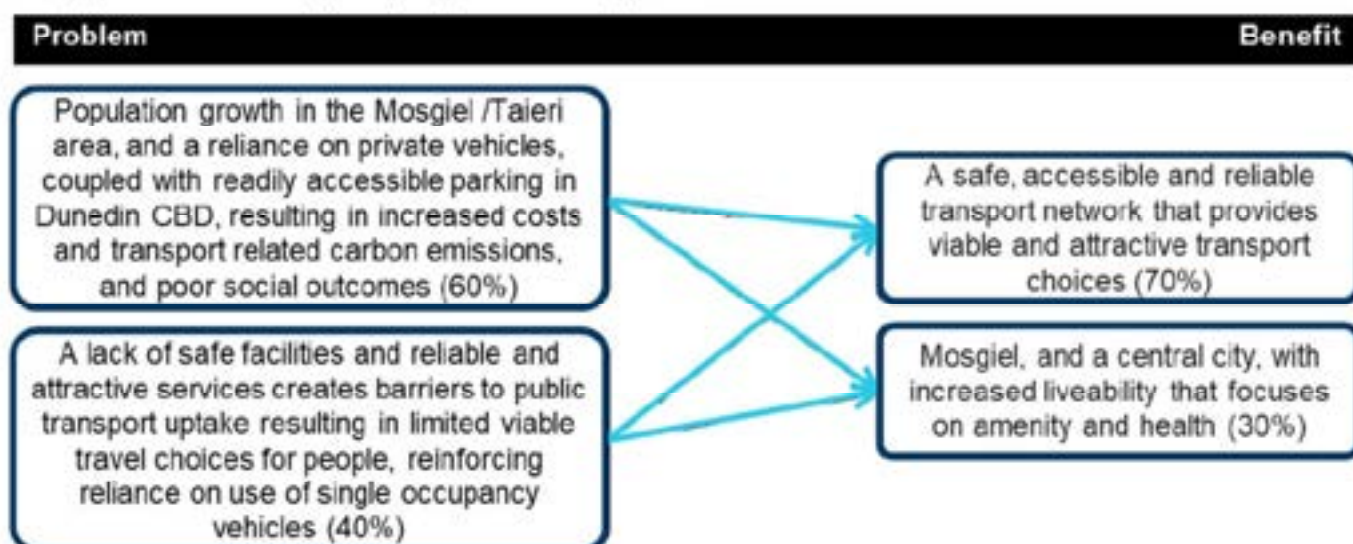 Problem
Benefit
Population growth in the Mosgiel /Taieri
area, and a reliance on private vehicles,
coupled with readily accessible parking in
Dunedin CBD, resulting in increased costs
and transport related carbon emissions,
and poor social outcomes (60%)
A lack of safe facilities and reliable and
attractive services creates barriers to public
transport uptake resulting in limited viable
travel choices for people, reinforcing
reliance on use of single occupancy
vehicles (40%)
A safe, accessible and reliable
transport network that provides
viable and attractive transport
choices (70%)
Mosgiel, and a central city, with
increased liveability that focuses
on amenity and health (30%)